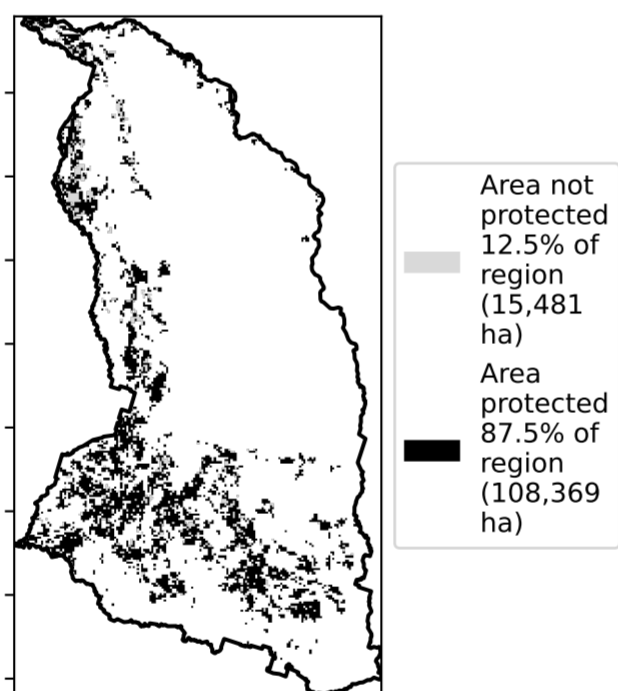 Area not
protected
12.5% of
region
(15,481
ha)
Area
protected
87.5% of
region
(108,369
ha)